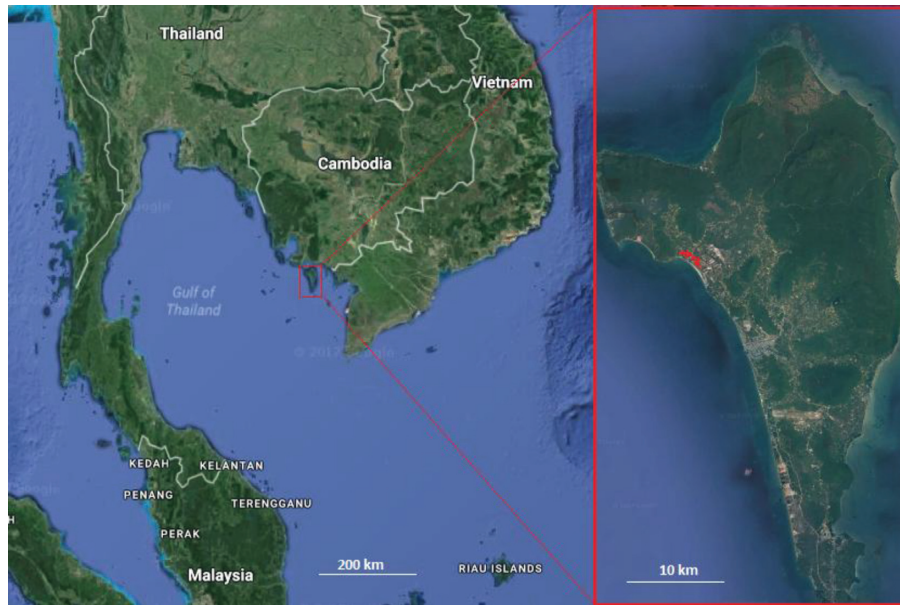 Thailand
Vietnam
Cambodia
Gulf of
Thailand
KEDAH
KELANTAN
PENANG
TERENGGANU
PERAK
200 km
RIAU ISLANDS
Malaysia
10 km